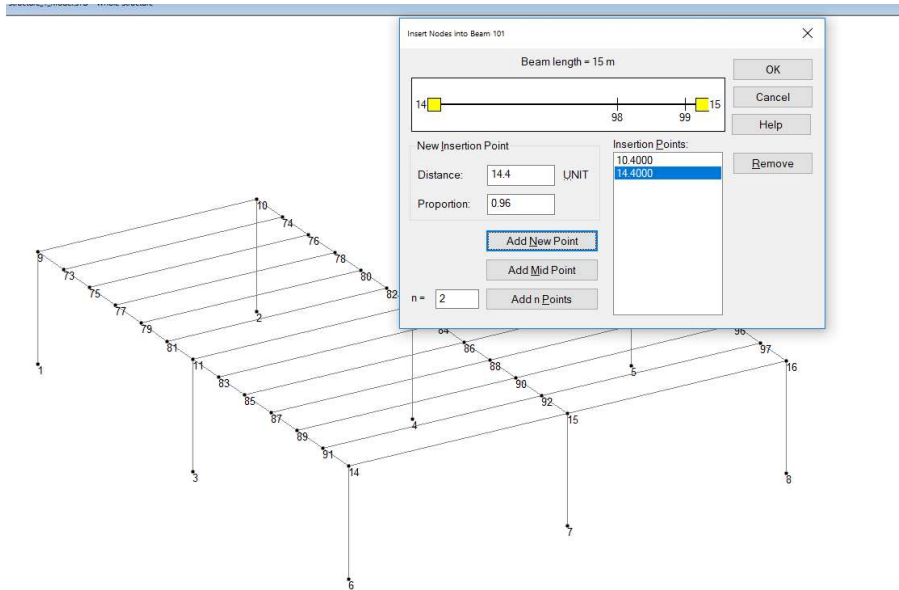 Structure_1_Model.STD - Whole Structure
Insert Nodes into Beam 101
Beam length = 15 m
OK
14 15
98 99
Cancel
Help
New Insertion Point
Insertion Points:
Distance: 14.4 UNIT
10.4000
14.4000
Remove
Proportion: 0.96
Add New Point
Add Mid Point
n = 2 Add n Points
10
74
76
78
9
73
80
75
82
77
2
79
84
96
81
86
97
11
88
16
1
5
83
90
85
92
87
4
15
89
91
14
3
8
7
6